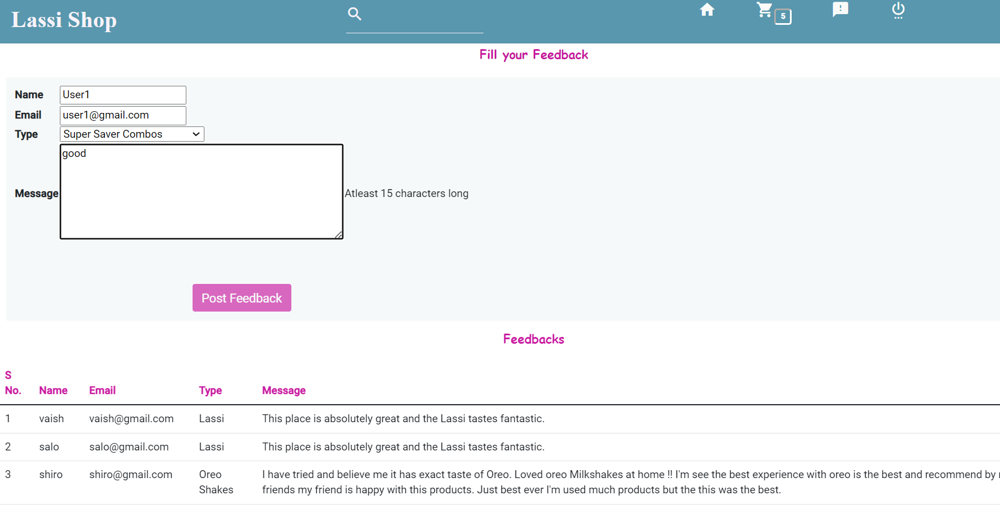 Lassi Shop
5
Fill your Feedback
Name User1
Email user1@gmail.com
Type Super Saver Combos
good
Message Atleast 15 characters long
Post Feedback
Feedbacks
S
No. Name Email Type Message
1 vaish vaish@gmail.com Lassi This place is absolutely great and the Lassi tastes fantastic.
2 salo salo@gmail.com Lassi This place is absolutely great and the Lassi tastes fantastic.
3 shiro shiro@gmail.com Oreo I have tried and believe me it has exact taste of Oreo. Loved oreo Milkshakes at home !! I'm see the best experience with oreo is the best and recommend by
Shakes friends my friend is happy with this products. Just best ever I'm used much products but the this was the best.